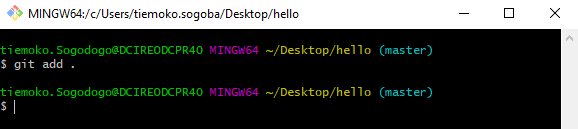 MINGW64:/c/Users/tiemoko.sogoba/Desktop/hello
tiemoko.Sogodogo@DCIREODCPR40 MINGW64 ~/Desktop/hello (master)
$ git add .
tiemoko.Sogodogo@DCIREODCPR40 MINGW64 ~/Desktop/hello (master)
$